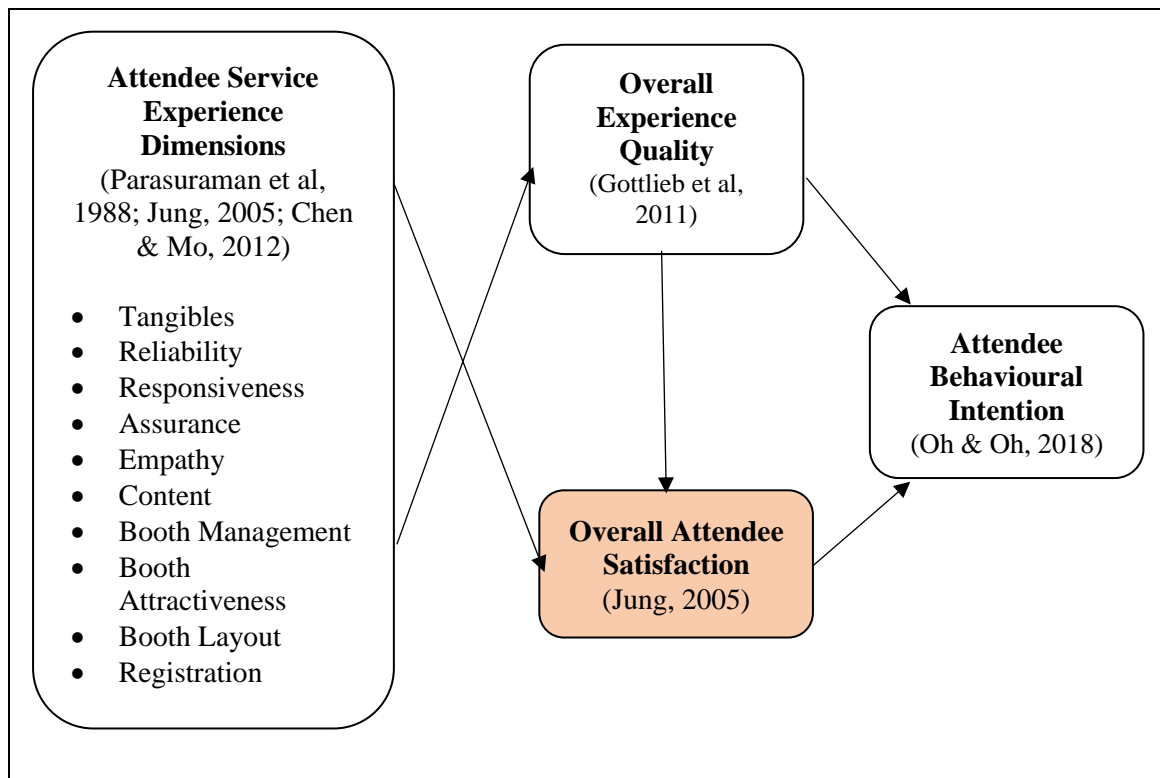 Attendee Service
Experience
Dimensions
(Parasuraman et al,
1988; Jung, 2005; Chen
& Mo, 2012)
• Tangibles
• Reliability
• Responsiveness
• Assurance
• Empathy
• Content
• Booth Management
• Booth
Attractiveness
• Booth Layout
• Registration
Overall
Experience
Quality
(Gottlieb et al,
2011)
Overall Attendee
Satisfaction
(Jung, 2005)
Attendee
Behavioural
Intention
(Oh & Oh, 2018)